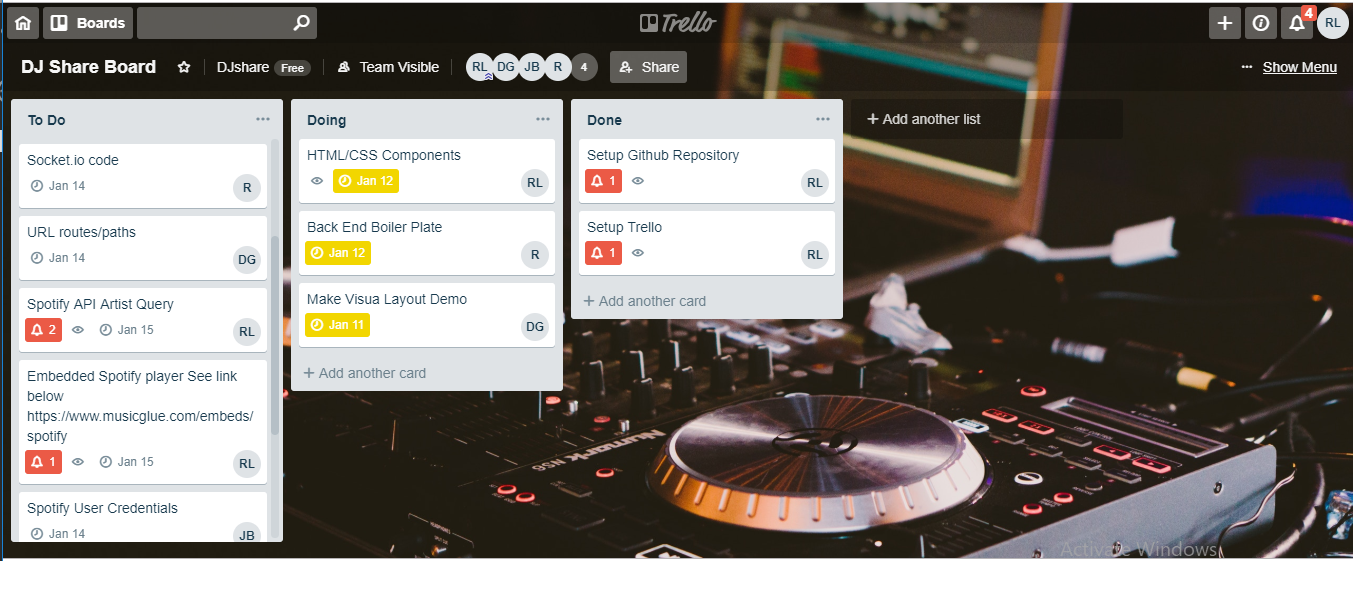 Boards
Trello
4
RL
DJ Share Board
DJshare Free
Team Visible
RL DG JB R 4
Share
... Show Menu
To Do
Socket.io code
Jan 14
R
URL routes/paths
Jan 14
DG
Spotify API Artist Query
2 Jan 15
RL
Embedded Spotify player See link
below
https://www.musicglue.com/embeds/
spotify
1 Jan 15
RL
Spotify User Credentials
Jan 14
JB
Doing
HTML/CSS Components
Jan 12
RL
Back End Boiler Plate
Jan 12
R
Make Visua Layout Demo
Jan 11
DG
+ Add another card
Done
Setup Github Repository
1
RL
Setup Trello
1
RL
+ Add another card
+ Add another list
Numark NS6
Activate Windows